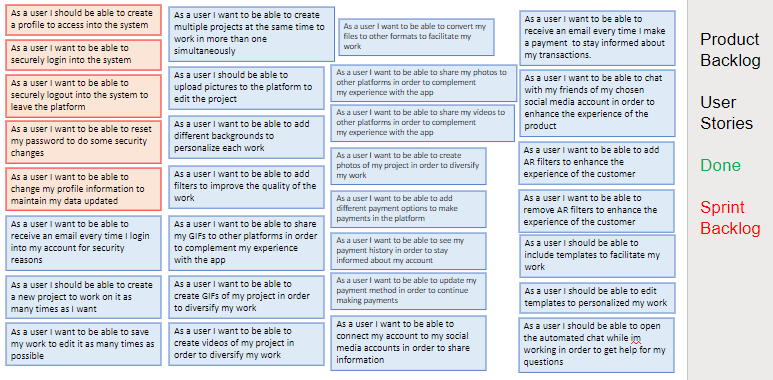 As a user I should be able to create
a profile to access into the system
As a user I want to be able to
securely login into the system
As a user I want to be able to
securely logout into the system to
leave the platform
As a user I want to be able to reset
my password to do some security
changes
As a user I want to be able to
change my profile information to
maintain my data updated
As a user I want to be able to
receive an email every time I login
into my account for security
reasons
As a user I should be able to create
a new project to work on it as
many times as I want
As a user I want to be able to save
my work to edit it as many times as
possible
As a user I want to be able to create
multiple projects at the same time to
work in more than one
simultaneously
As a user I should be able to
upload pictures to the platform to
edit the project
As a user I want to be able to add
different backgrounds to
personalize each work
As a user I want to be able to add
filters to improve the quality of the
work
As a user I want to be able to share
my GIFs to other platforms in order
to complement my experience
with the app
As a user I want to be able to
create GIFs of my project in order
to diversify my work
As a user I want to be able to
create videos of my project in
order to diversify my work
As a user I want to be able to convert my
files to other formats to facilitate my
work
As a user I want to be able to share my photos to
other platforms in order to complement
my experience with the app
As a user I want to be able to share my videos to
other platforms in order to complement
my experience with the app
As a user I want to be able to create
photos of my project in order to diversify
my work
As a user I want to be able to add
different payment options to make
payments in the platform
As a user I want to be able to see my
payment history in order to stay
informed about my account
As a user I want to be able to update my
payment method in order to continue
making payments
As a user I want to be able to
connect my account to my social
media accounts in order to share
information
As a user I want to be able to
receive an email every time I make
a payment to stay informed about
my transactions.
As a user I want to be able to chat
with my friends of my chosen
social media account in order to
enhance the experience of the
product
As a user I want to be able to add
AR filters to enhance the
experience of the customer
As a user I want to be able to
remove AR filters to enhance the
experience of the customer
As a user I should be able to
include templates to facilitate my
work
As a user I should be able to edit
templates to personalized my work
As a user I should be able to open
the automated chat while im
working in order to get help for my
questions
Product
Backlog
User
Stories
Done
Sprint
Backlog